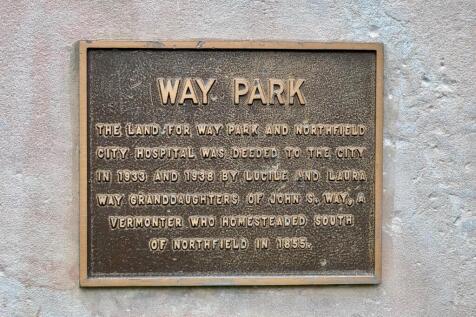 WAY PARK
THE LAND FOR WAY PARK AND NORTHFIELD
CITY HOSPITAL WAS DEEDED TO THE CITY
IN 1933 AND 1938 BY LUCILE AND LAURA
WAY GRANDDAUGHTERS OF JOHN S. WAY, A
VERMONTER WHO HOMESTEADED SOUTH
OF NORTHFIELD IN 1855.